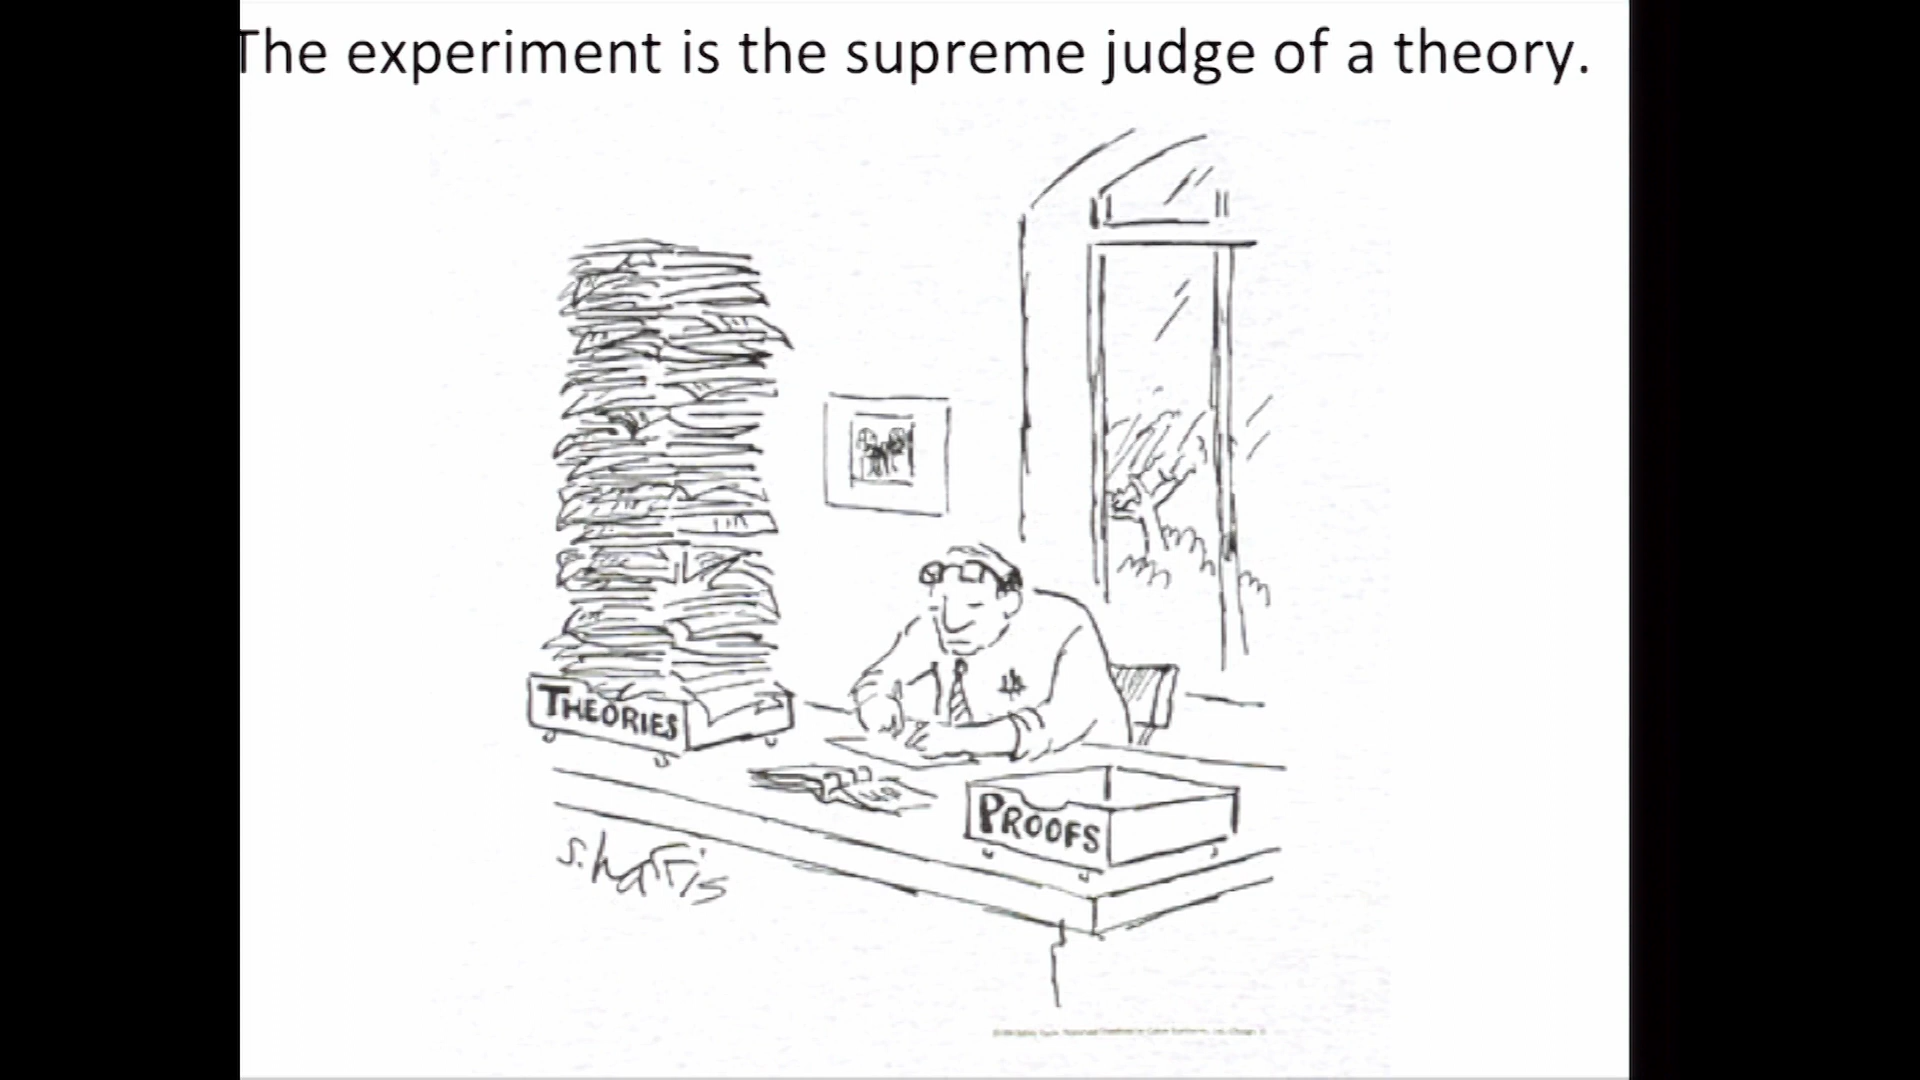 The experiment is the supreme judge of a theory.
THEORIES
PROOFS
s.harris